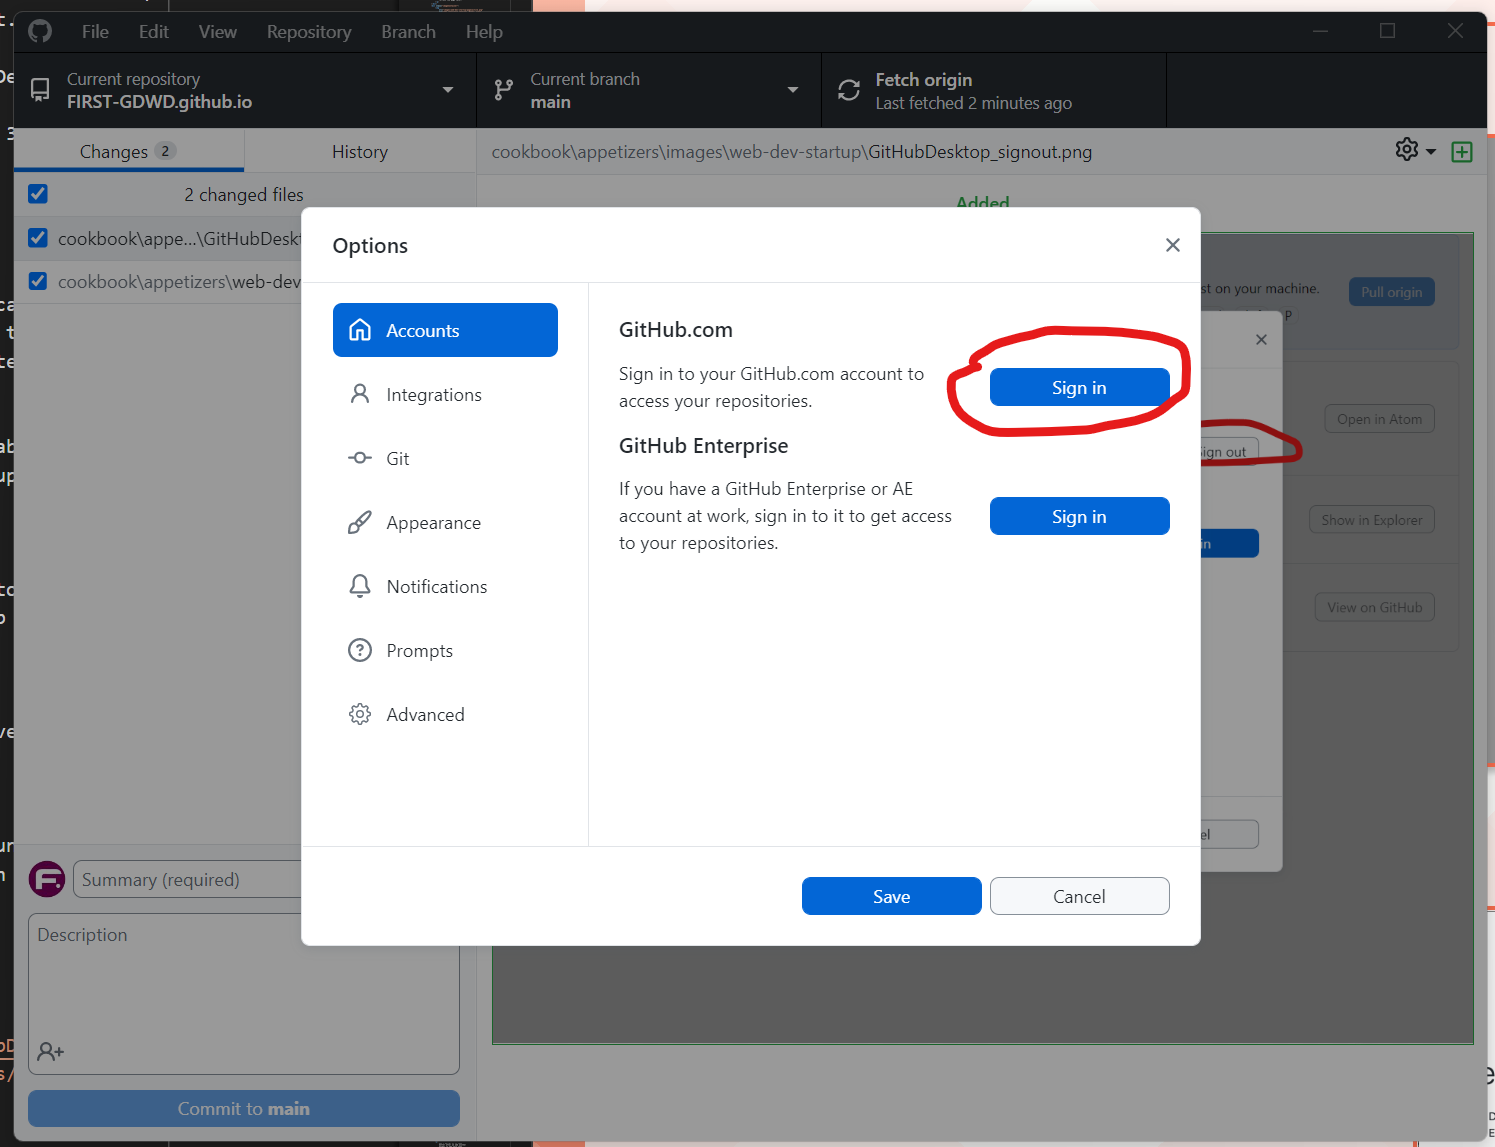 File Edit View Repository Branch Help
Current repository
FIRST-GDWD.github.io
Current branch
main
Fetch origin
Last fetched 2 minutes ago
Changes 2
History
cookbook\appetizers\images\web-dev-startup\GitHubDesktop_signout.png
2 changed files
Added
cookbook\appe...\GitHubDeskt
cookbook\appetizers\web-dev
Options
Accounts
Integrations
Git
Appearance
Notifications
Prompts
Advanced
GitHub.com
Sign in to your GitHub.com account to
access your repositories.
Sign in
GitHub Enterprise
If you have a GitHub Enterprise or AE
account at work, sign in to it to get access
to your repositories.
Sign in
Save
Cancel
st on your machine.
Pull origin
P
Open in Atom
ign out
Show in Explorer
in
View on GitHub
el
Summary (required)
Description
Commit to main